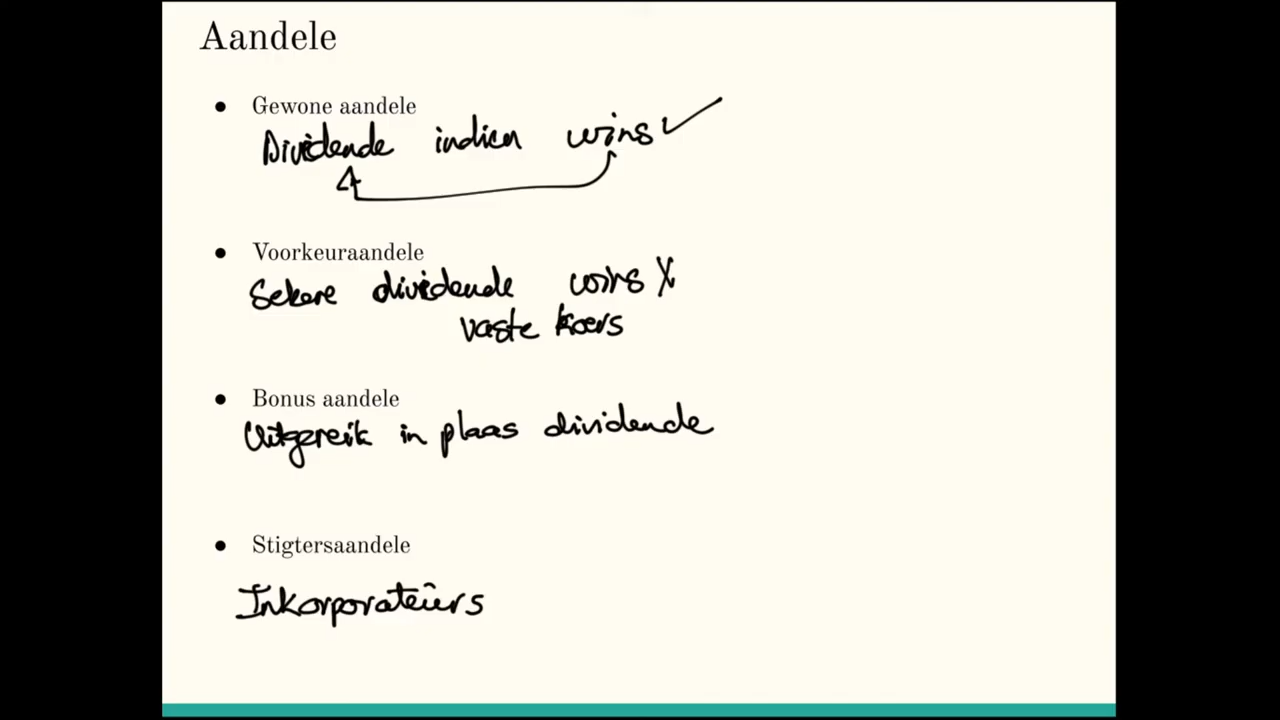 Aandele
• Gewone aandele
Dividende indien wins ✓
• Voorkeuraandele
Sekere dividende wins X
vaste koers
• Bonus aandele
Uitgereik in plaas dividende
• Stigtersaandele
Inkorporateurs